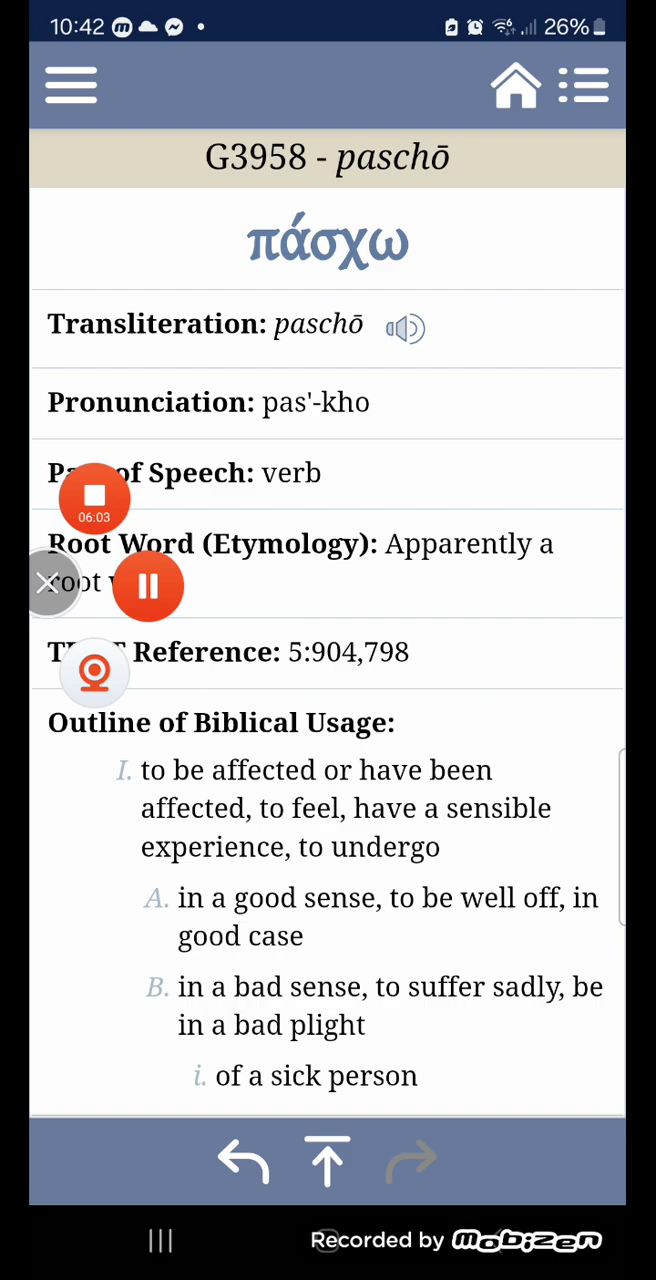 10:42 26%
G3958 - paschō
πάσχω
Transliteration: paschō
Pronunciation: pas'-kho
of Speech: verb
06:03
Root Word (Etymology): Apparently a
root
Reference: 5:904,798
Outline of Biblical Usage:
I. to be affected or have been
affected, to feel, have a sensible
experience, to undergo
A. in a good sense, to be well off, in
good case
B. in a bad sense, to suffer sadly, be
in a bad plight
i. of a sick person
Recorded by mobizen